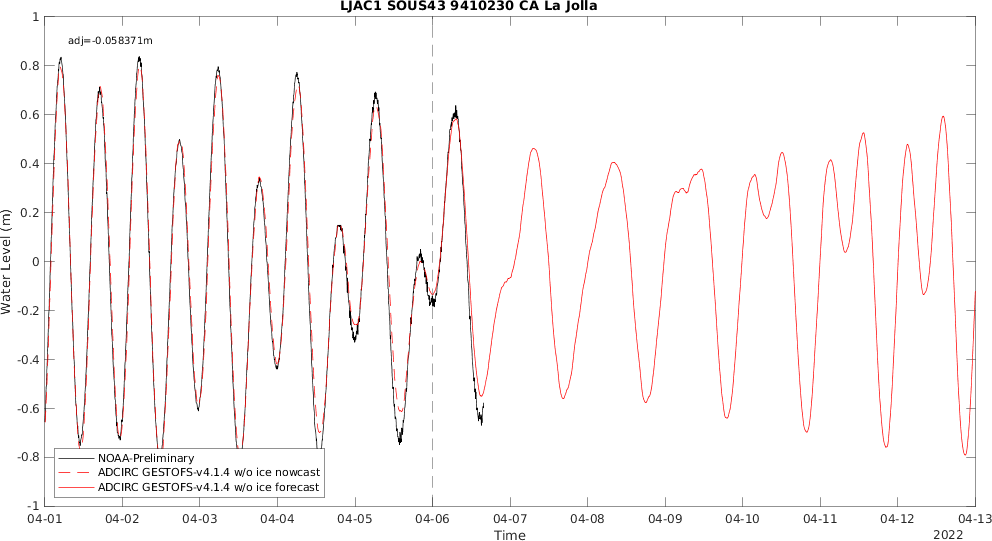 LJAC1 SOUS43 9410230 CA La Jolla
adj=-0.058371m
Water Level (m)
1
0.8
0.6
0.4
0.2
0
-0.2
-0.4
-0.6
-0.8
-1
NOAA-Preliminary
ADCIRC GESTOFS-v4.1.4 w/o ice nowcast
ADCIRC GESTOFS-v4.1.4 w/o ice forecast
04-01 04-02 04-03 04-04 04-05 04-06 04-07 04-08 04-09 04-10 04-11 04-12 04-13
Time
2022